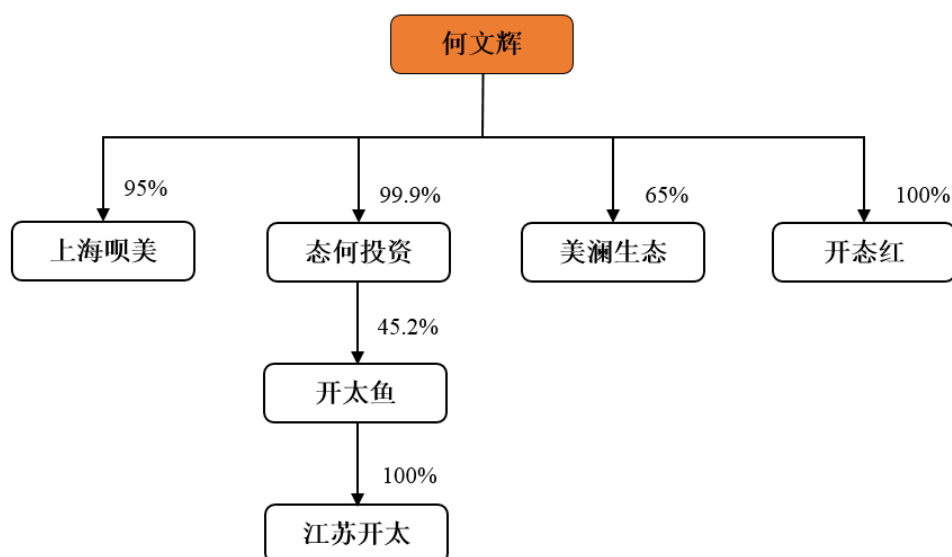 何文辉
95%
99.9%
65%
100%
上海呗美
态何投资
美澜生态
开态红
45.2%
开太鱼
100%
江苏开太